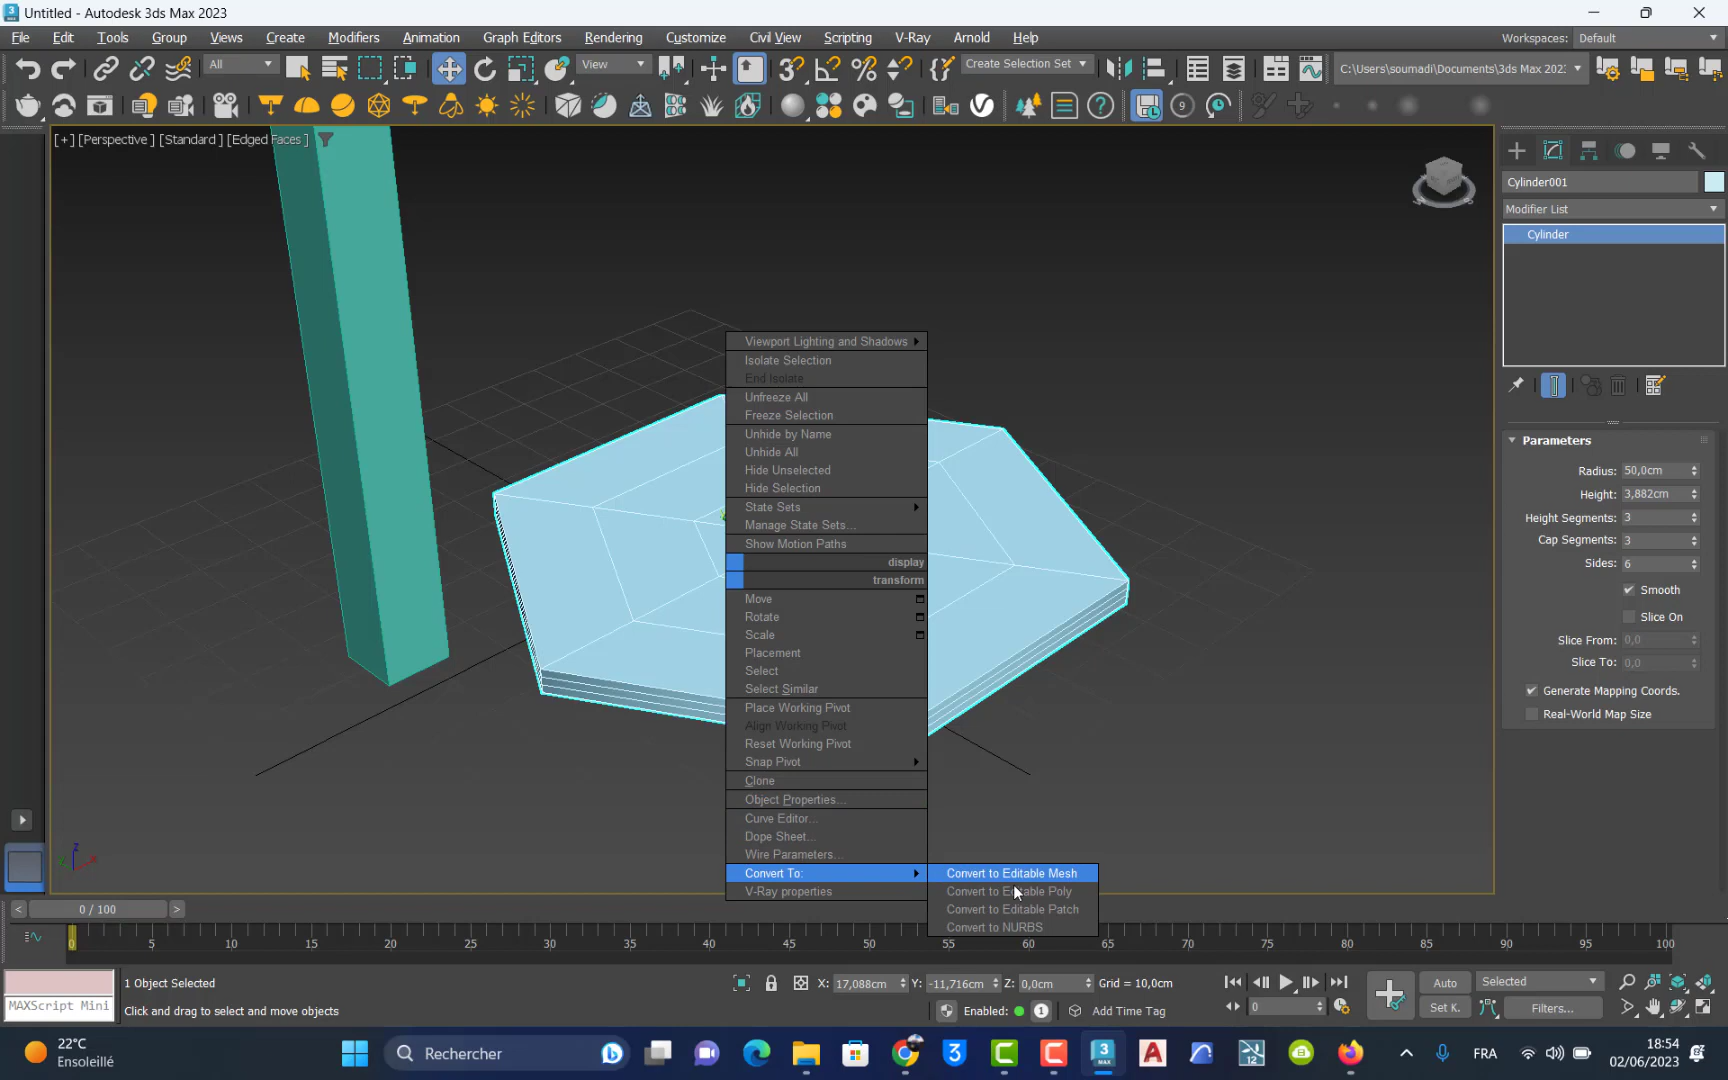 Untitled - Autodesk 3ds Max 2023
File Edit Tools Group Views Create Modifiers Animation Graph Editors Rendering Customize Civil View Scripting V-Ray Arnold Help Workspaces: Default
All View Create Selection Set C:\Users\soumadi\Documents\3ds Max 202
[+] [Perspective ] [Standard ] [Edged Faces ]
Cylinder001
Modifier List
Cylinder
Viewport Lighting and Shadows
Isolate Selection
End Isolate
Unfreeze All
Freeze Selection
Unhide by Name
Unhide All
Hide Unselected
Hide Selection
State Sets
Manage State Sets...
Show Motion Paths
display
transform
Move
Rotate
Scale
Placement
Select
Select Similar
Place Working Pivot
Align Working Pivot
Reset Working Pivot
Snap Pivot
Clone
Object Properties...
Curve Editor...
Dope Sheet...
Wire Parameters...
Convert To:
V-Ray properties
Convert to Editable Mesh
Convert to Editable Poly
Convert to Editable Patch
Convert to NURBS
Parameters
Radius: 50,0cm
Height: 3,882cm
Height Segments: 3
Cap Segments: 3
Sides: 6
Smooth
Slice On
Slice From: 0,0
Slice To: 0,0
Generate Mapping Coords.
Real-World Map Size
< 0 / 100 >
0 5 10 15 20 25 30 35 40 45 50 55 60 65 70 75 80 85 90 95 100
1 Object Selected X: 17,088cm Y: -11,716cm Z: 0,0cm Grid = 10,0cm Auto Selected
MAXScript Mini Click and drag to select and move objects Enabled: 1 Add Time Tag 0 Set K. Filters...
22°C
Ensoleillé
Rechercher
FRA
18:54
02/06/2023